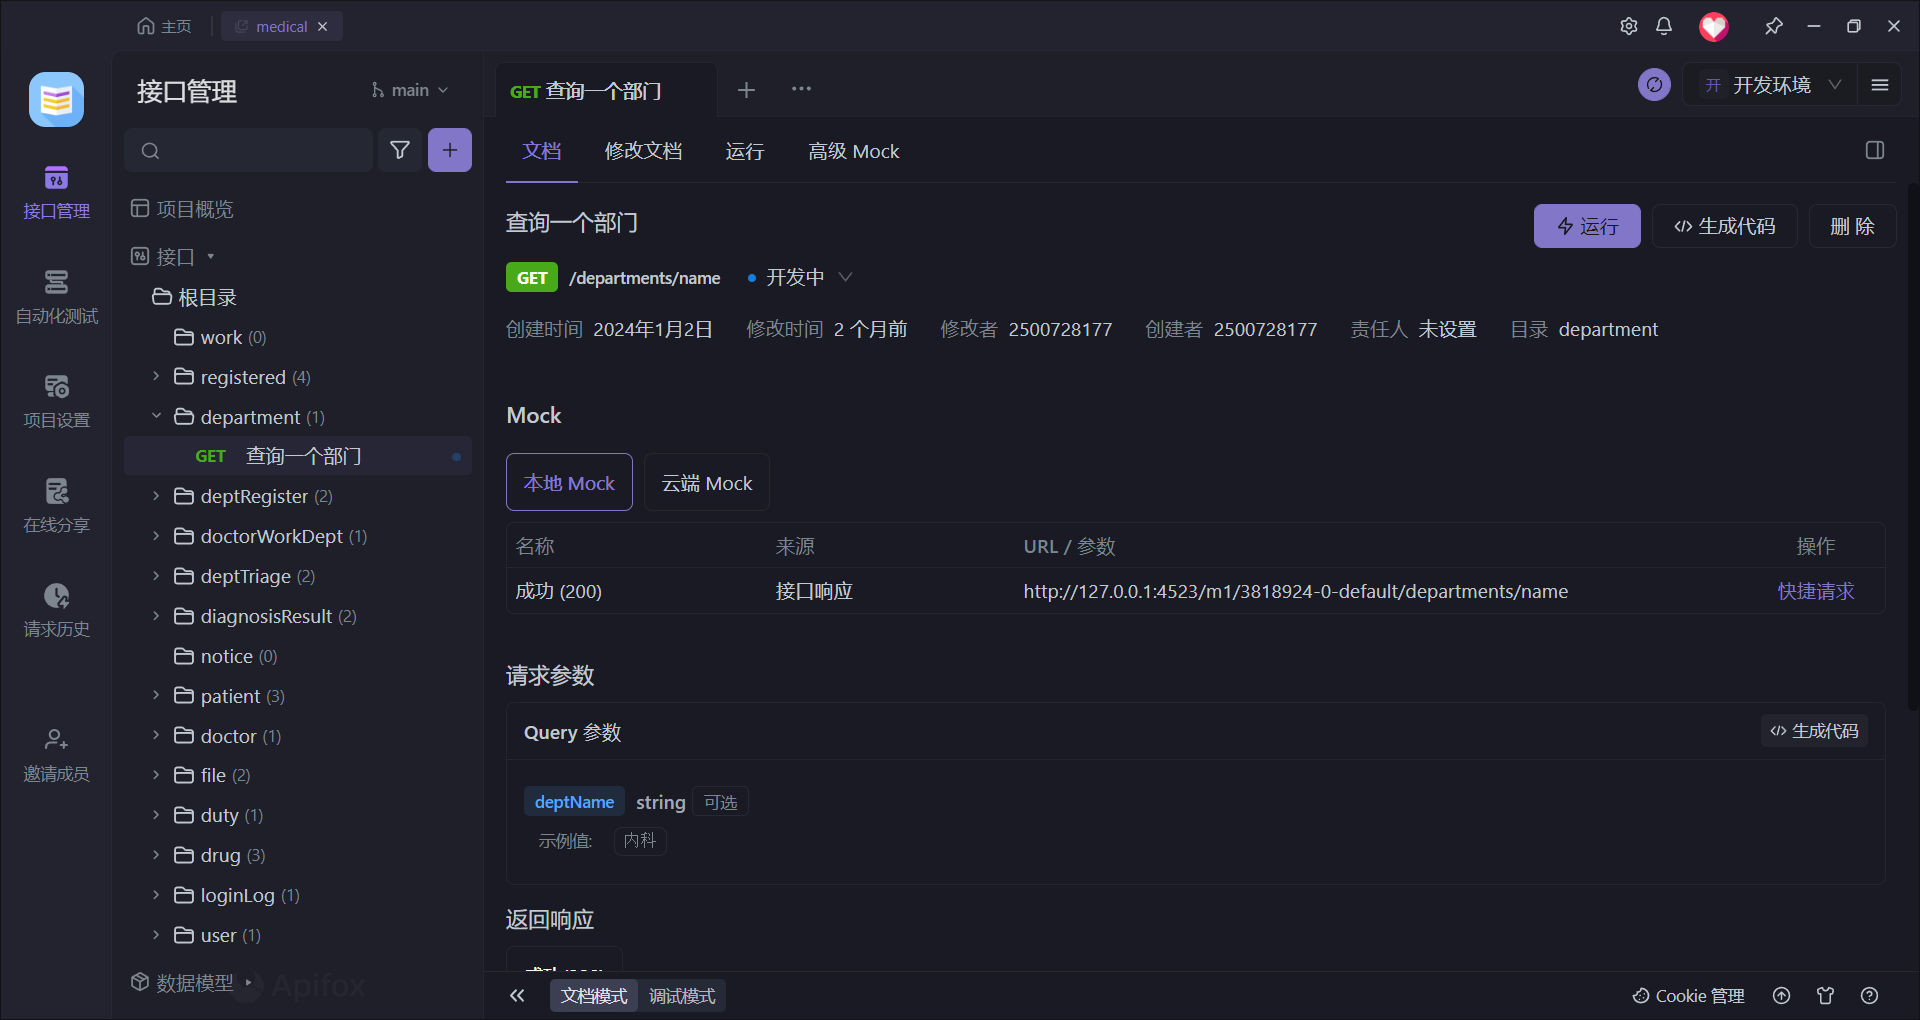 主页
medical
接口管理
main
GET 查询一个部门
开 开发环境
文档
修改文档
运行
高级 Mock
接口管理
自动化测试
项目设置
在线分享
请求历史
邀请成员
项目概览
接口
根目录
work (0)
registered (4)
department (1)
GET 查询一个部门
deptRegister (2)
doctorWorkDept (1)
deptTriage (2)
diagnosisResult (2)
notice (0)
patient (3)
doctor (1)
file (2)
duty (1)
drug (3)
loginLog (1)
user (1)
数据模型
Apifox
查询一个部门
运行
生成代码
删 除
GET /departments/name 开发中
创建时间 2024年1月2日 修改时间 2 个月前 修改者 2500728177 创建者 2500728177 责任人 未设置 目录 department
Mock
本地 Mock
云端 Mock
名称 来源 URL / 参数 操作
成功 (200) 接口响应 http://127.0.0.1:4523/m1/3818924-0-default/departments/name 快捷请求
请求参数
Query 参数
生成代码
deptName string 可选
示例值: 内科
返回响应
文档模式
调试模式
Cookie 管理